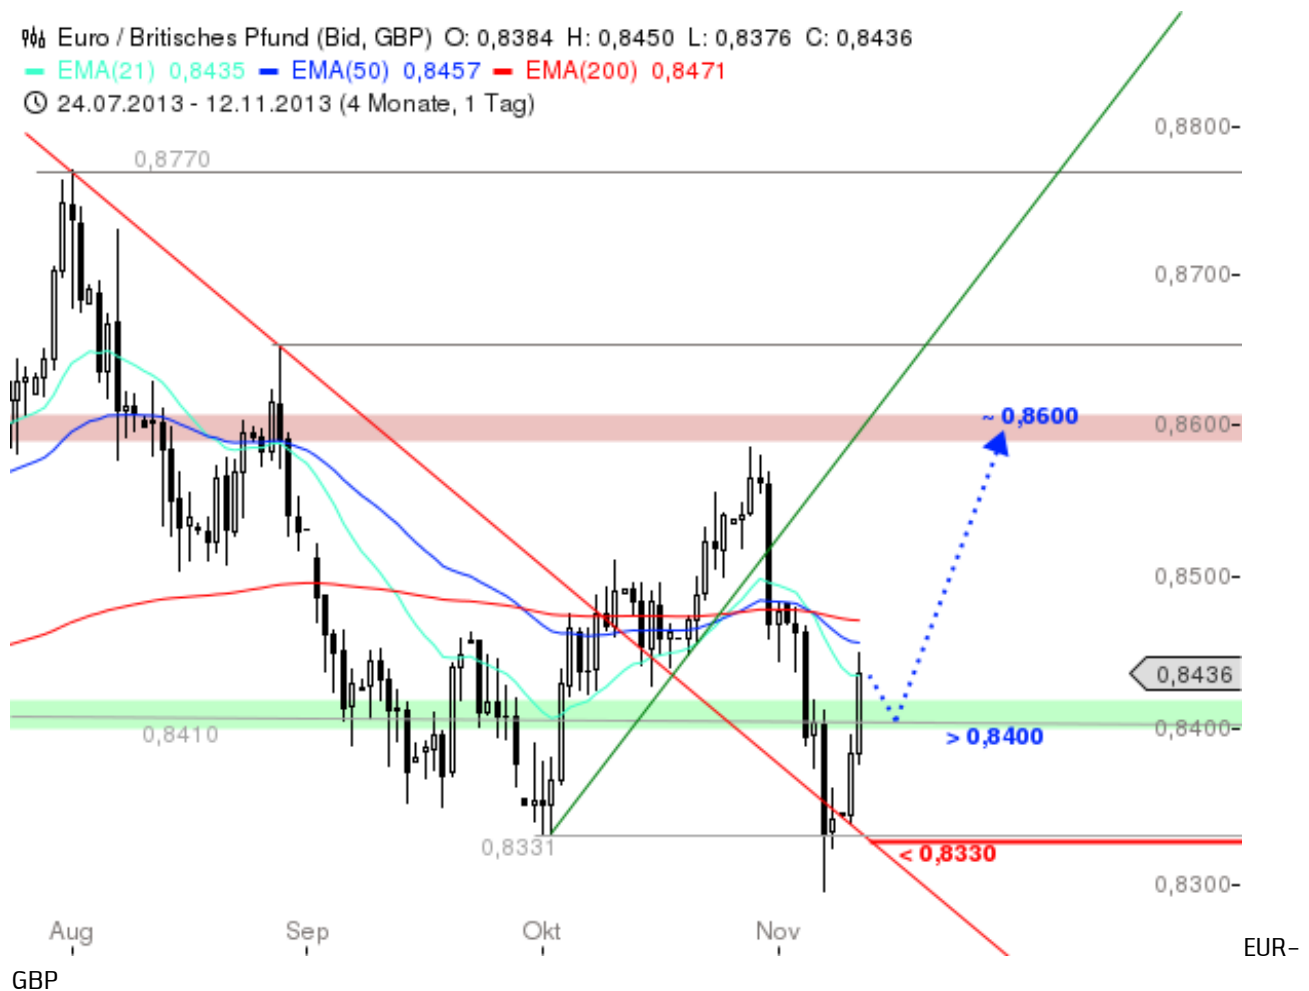 Euro / Britisches Pfund (Bid, GBP) O: 0,8384 H: 0,8450 L: 0,8376 C: 0,8436
EMA(21) 0,8435 EMA(50) 0,8457 EMA(200) 0,8471
24.07.2013 - 12.11.2013 (4 Monate, 1 Tag)
0,8800
0,8770
0,8700
~ 0,8600
0,8600
0,8500
0,8436
0,8410
> 0,8400
0,8400
0,8331
< 0,8330
0,8300
Aug Sep Okt Nov
EUR-
GBP